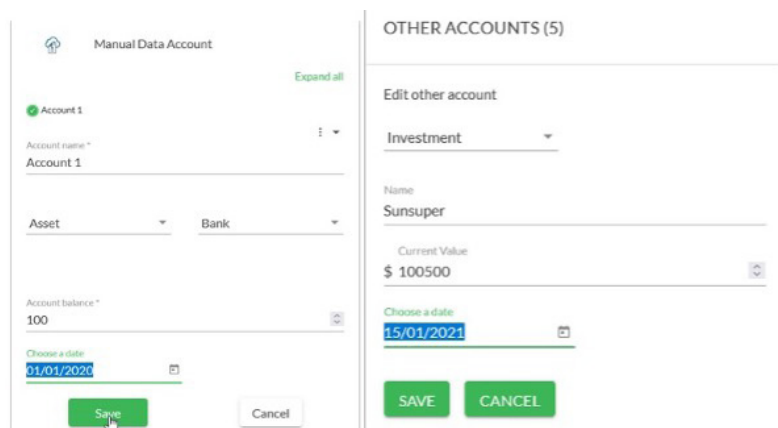 Manual Data Account
Expand all
Account 1
Account name *
Account 1
Asset
Bank
Account balance *
100
Choose a date
01/01/2020
Save
Cancel
OTHER ACCOUNTS (5)
Edit other account
Investment
Name
Sunsuper
Current Value
$ 100500
Choose a date
15/01/2021
SAVE
CANCEL